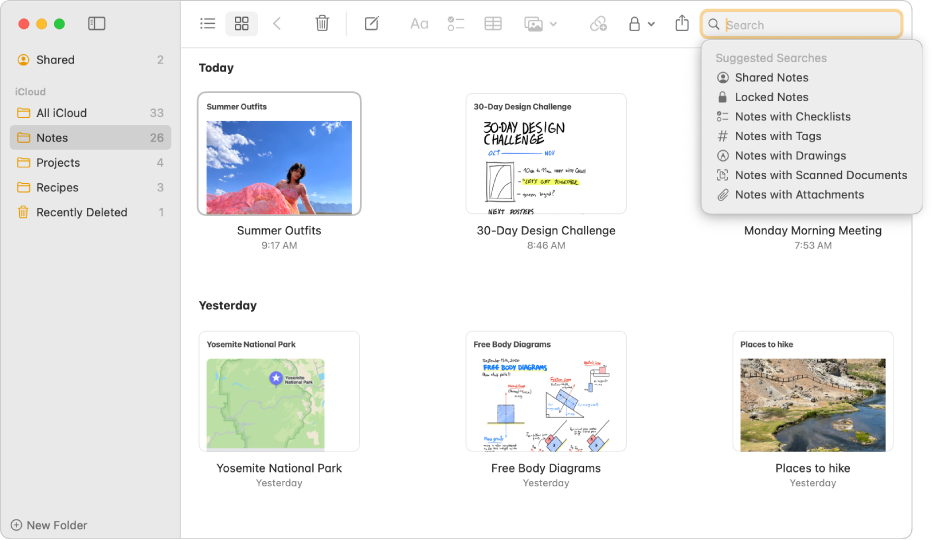 Aa
Search
Suggested Searches
Shared Notes
Locked Notes
Notes with Checklists
Notes with Tags
Notes with Drawings
Notes with Scanned Documents
Notes with Attachments
Shared 2
iCloud
All iCloud 33
Notes 26
Projects 4
Recipes 3
Recently Deleted 1
New Folder
Today
Summer Outfits
Summer Outfits
9:17 AM
30-Day Design Challenge
30-DAY DESIGN
CHALLENGE
OCT NOV
"LET'S GET TOGETHER"
NEXT POSTERS
30-Day Design Challenge
8:46 AM
Monday Morning Meeting
7:53 AM
Yesterday
Yosemite National Park
Yosemite
National Park
Yosemite National Park
Yesterday
Free Body Diagrams
FREE BODY DIAGRAMS
Free Body Diagrams
Yesterday
Places to hike
Places to hike
Yesterday